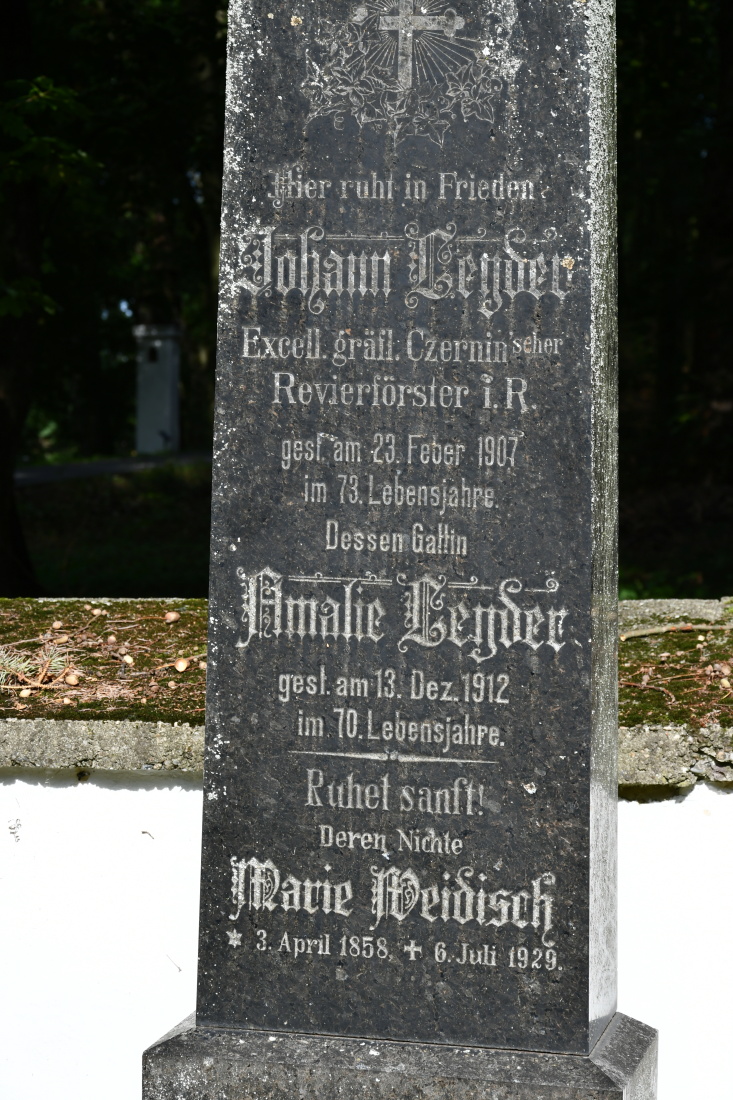 Hier ruht in Frieden
Johann Leyder
Excell. gräfl. Czernin'scher
Revierförster i. R.
gest. am 23. Feber 1907
im 73. Lebensjahre.
Dessen Gattin
Amalie Leyder
gest. am 13. Dez. 1912
im 70. Lebensjahre.
Ruhet sanft!
Deren Nichte
Marie Weidisch
* 3. April 1858, + 6. Juli 1929.